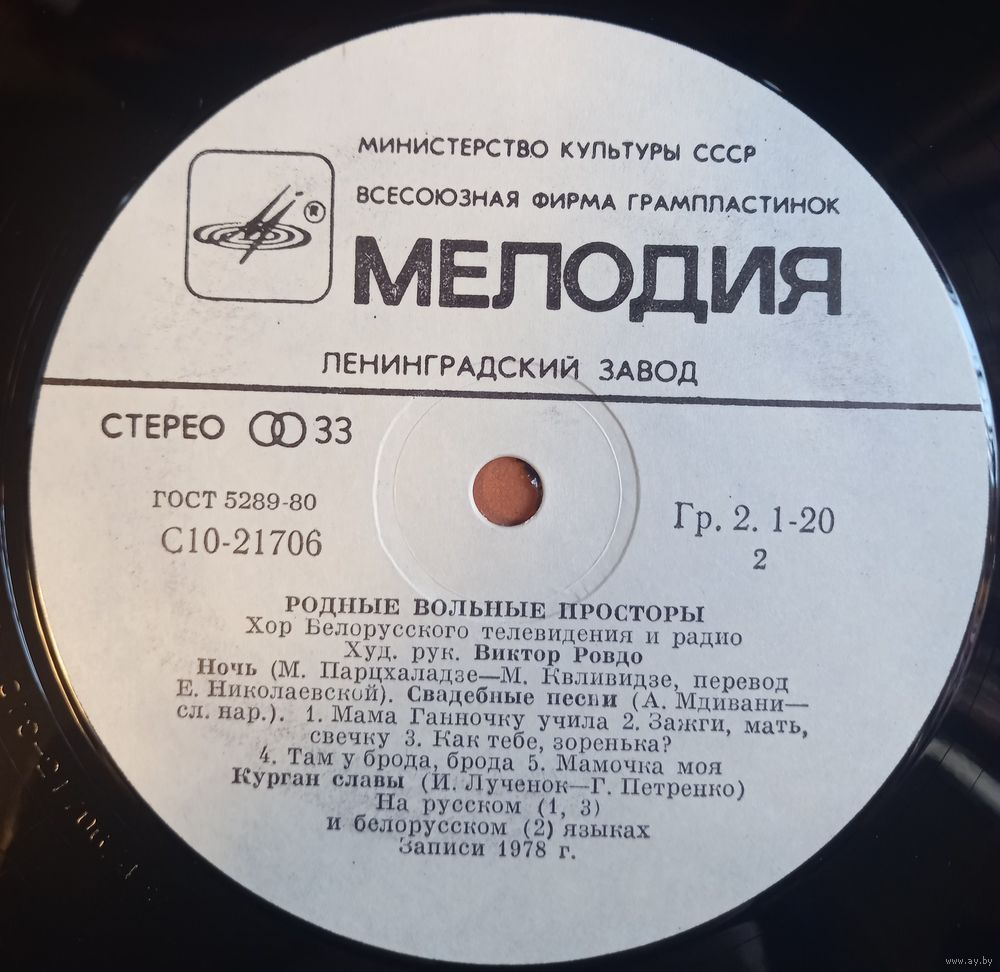 МИНИСТЕРСТВО КУЛЬТУРЫ СССР
ВСЕСОЮЗНАЯ ФИРМА ГРАМПЛАСТИНОК
®
МЕЛОДИЯ
ЛЕНИНГРАДСКИЙ ЗАВОД
СТЕРЕО 33
ГОСТ 5289-80
С10-21706
Гр. 2. 1-20
2
РОДНЫЕ ВОЛЬНЫЕ ПРОСТОРЫ
Хор Белорусского телевидения и радио
Худ. рук. Виктор Ровдо
Ночь (М. Парцхаладзе—М. Квливидзе, перевод
Е. Николаевской). Свадебные песни (А. Мдивани—
сл. нар.). 1. Мама Ганночку учила 2. Зажги, мать,
свечку 3. Как тебе, зоренька?
4. Там у брода, брода 5. Мамочка моя
Курган славы (И. Лученок—Г. Петренко)
На русском (1, 3)
и белорусском (2) языках
Записи 1978 г.
www.ay.by